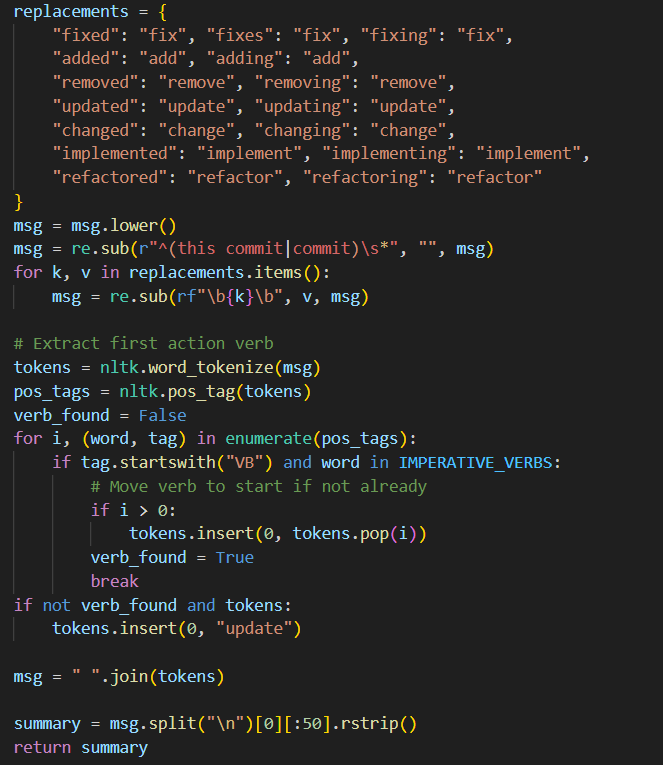 replacements = {
    "fixed": "fix", "fixes": "fix", "fixing": "fix",
    "added": "add", "adding": "add",
    "removed": "remove", "removing": "remove",
    "updated": "update", "updating": "update",
    "changed": "change", "changing": "change",
    "implemented": "implement", "implementing": "implement",
    "refactored": "refactor", "refactoring": "refactor"
}
msg = msg.lower()
msg = re.sub(r"^(this commit|commit)\s*", "", msg)
for k, v in replacements.items():
    msg = re.sub(rf"\b{k}\b", v, msg)

# Extract first action verb
tokens = nltk.word_tokenize(msg)
pos_tags = nltk.pos_tag(tokens)
verb_found = False
for i, (word, tag) in enumerate(pos_tags):
    if tag.startswith("VB") and word in IMPERATIVE_VERBS:
        # Move verb to start if not already
        if i > 0:
            tokens.insert(0, tokens.pop(i))
        verb_found = True
        break
if not verb_found and tokens:
    tokens.insert(0, "update")

msg = " ".join(tokens)

summary = msg.split("\n")[0][:50].rstrip()
return summary